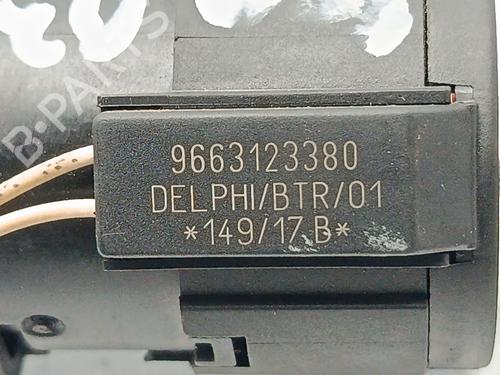 9663123380
DELPHI/BTR/01
*149/17 B*
B-PARTS